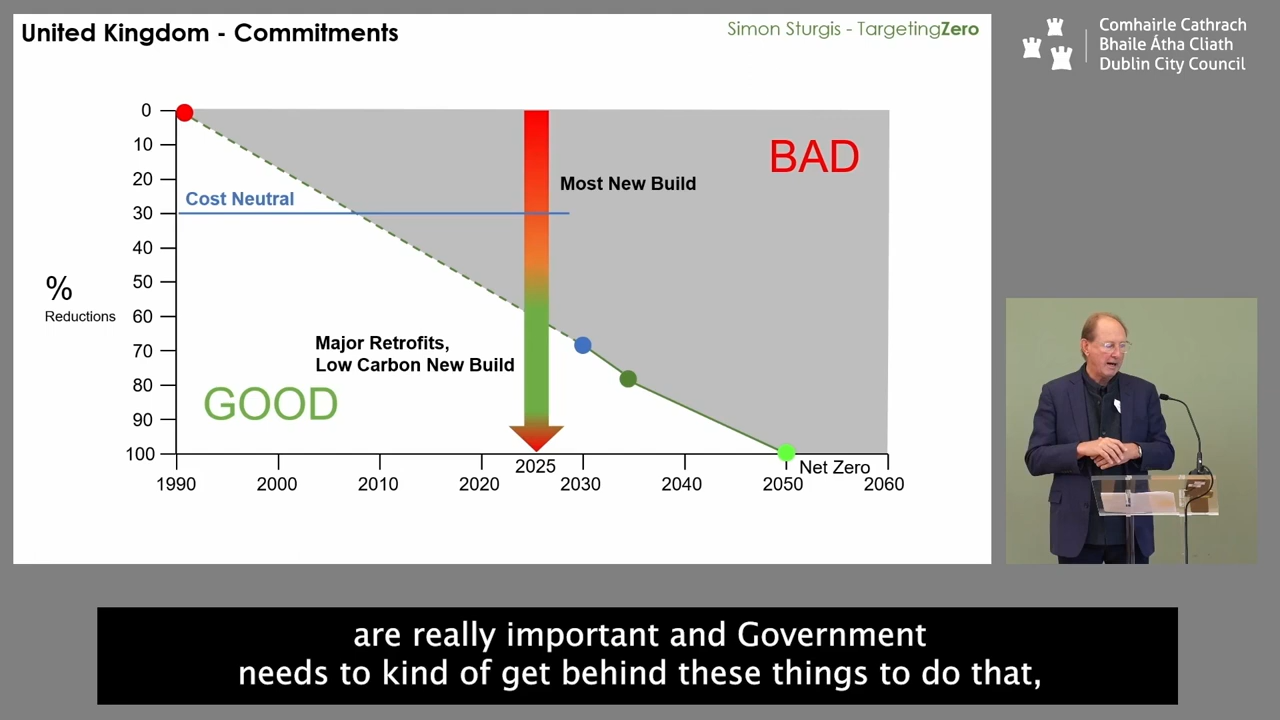 United Kingdom - Commitments
Simon Sturgis - TargetingZero
Comhairle Cathrach
Bhaile Átha Cliath
Dublin City Council
0
10
20
30
40
50
60
70
80
90
100
%
Reductions
Cost Neutral
Most New Build
BAD
Major Retrofits,
Low Carbon New Build
GOOD
2025
Net Zero
1990 2000 2010 2020 2030 2040 2050 2060
are really important and Government
needs to kind of get behind these things to do that,